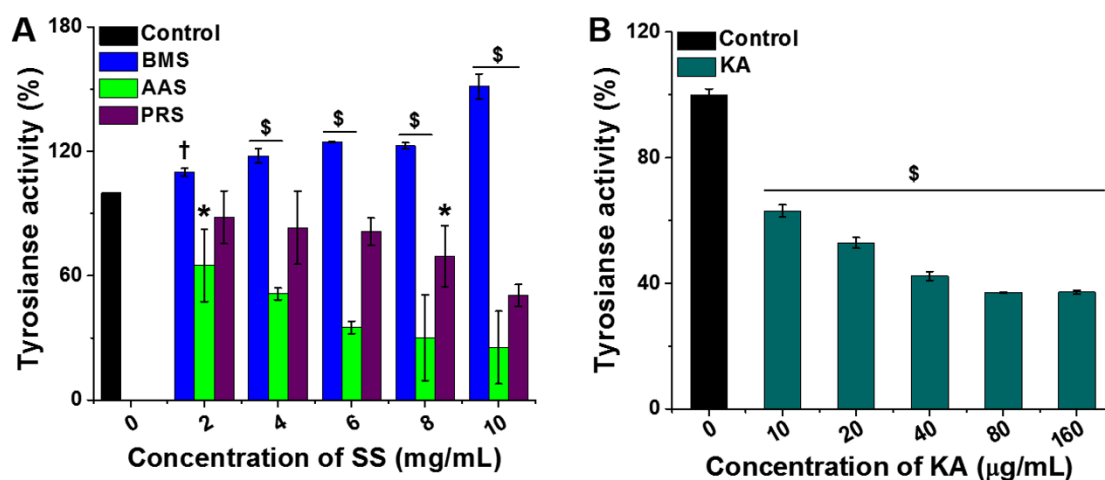 A
Tyrosianse activity (%)
180
120
60
0
Control
BMS
AAS
PRS
†
*
$
$
$
*
$
0
2
4
6
8
10
Concentration of SS (mg/mL)
B
Tyrosianse activity (%)
120
80
40
0
Control
KA
$
0
10
20
40
80
160
Concentration of KA (μg/mL)